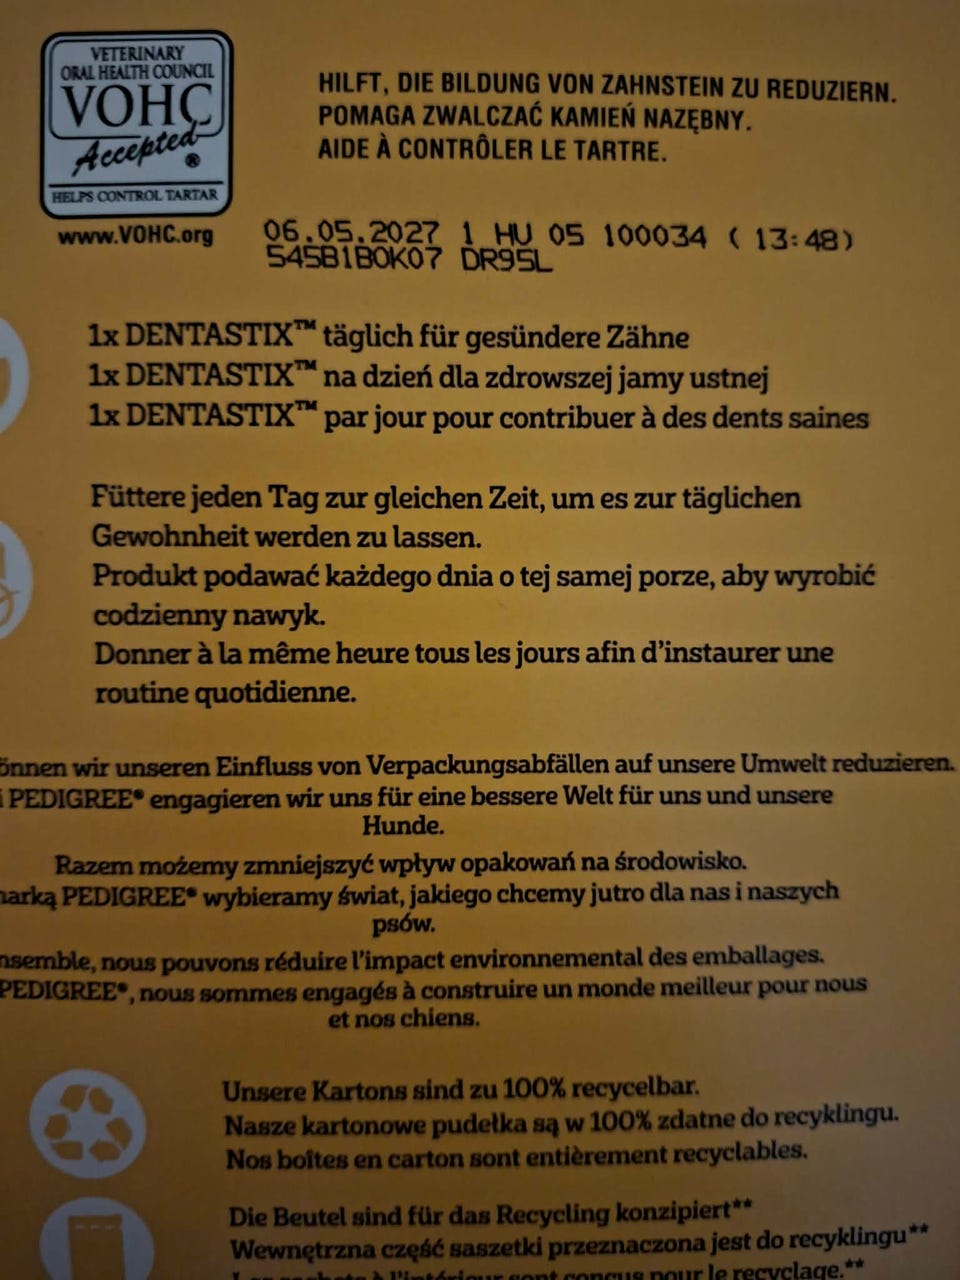 VETERINARY
ORAL HEALTH COUNCIL
VOHC
Accepted®
HELPS CONTROL TARTAR
www.VOHC.org
HILFT, DIE BILDUNG VON ZAHNSTEIN ZU REDUZIERN.
POMAGA ZWALCZAĆ KAMIEŃ NAZĘBNY.
AIDE À CONTRÔLER LE TARTRE.
06.05.2027 1 HU 05 100034 (13:48)
545B1BOK07 DR95L
1x DENTASTIX™ täglich für gesündere Zähne
1x DENTASTIX™ na dzień dla zdrowszej jamy ustnej
1x DENTASTIX™ par jour pour contribuer à des dents saines
Füttere jeden Tag zur gleichen Zeit, um es zur täglichen
Gewohnheit werden zu lassen.
Produkt podawać każdego dnia o tej samej porze, aby wyrobić
codzienny nawyk.
Donner à la même heure tous les jours afin d'instaurer une
routine quotidienne.
önnen wir unseren Einfluss von Verpackungsabfällen auf unsere Umwelt reduzieren.
i PEDIGREE® engagieren wir uns für eine bessere Welt für uns und unsere
Hunde.
Razem możemy zmniejszyć wpływ opakowań na środowisko.
marką PEDIGREE® wybieramy świat, jakiego chcemy jutro dla nas i naszych
psów.
nsemble, nous pouvons réduire l'impact environnemental des emballages.
PEDIGREE®, nous sommes engagés à construire un monde meilleur pour nous
et nos chiens.
Unsere Kartons sind zu 100% recycelbar.
Nasze kartonowe pudełka są w 100% zdatne do recyklingu.
Nos boîtes en carton sont entièrement recyclables.
Die Beutel sind für das Recycling konzipiert**
Wewnętrzna część saszetki przeznaczona jest do recyklingu**
Les sachets à l'intérieur sont conçus pour le recyclage.**